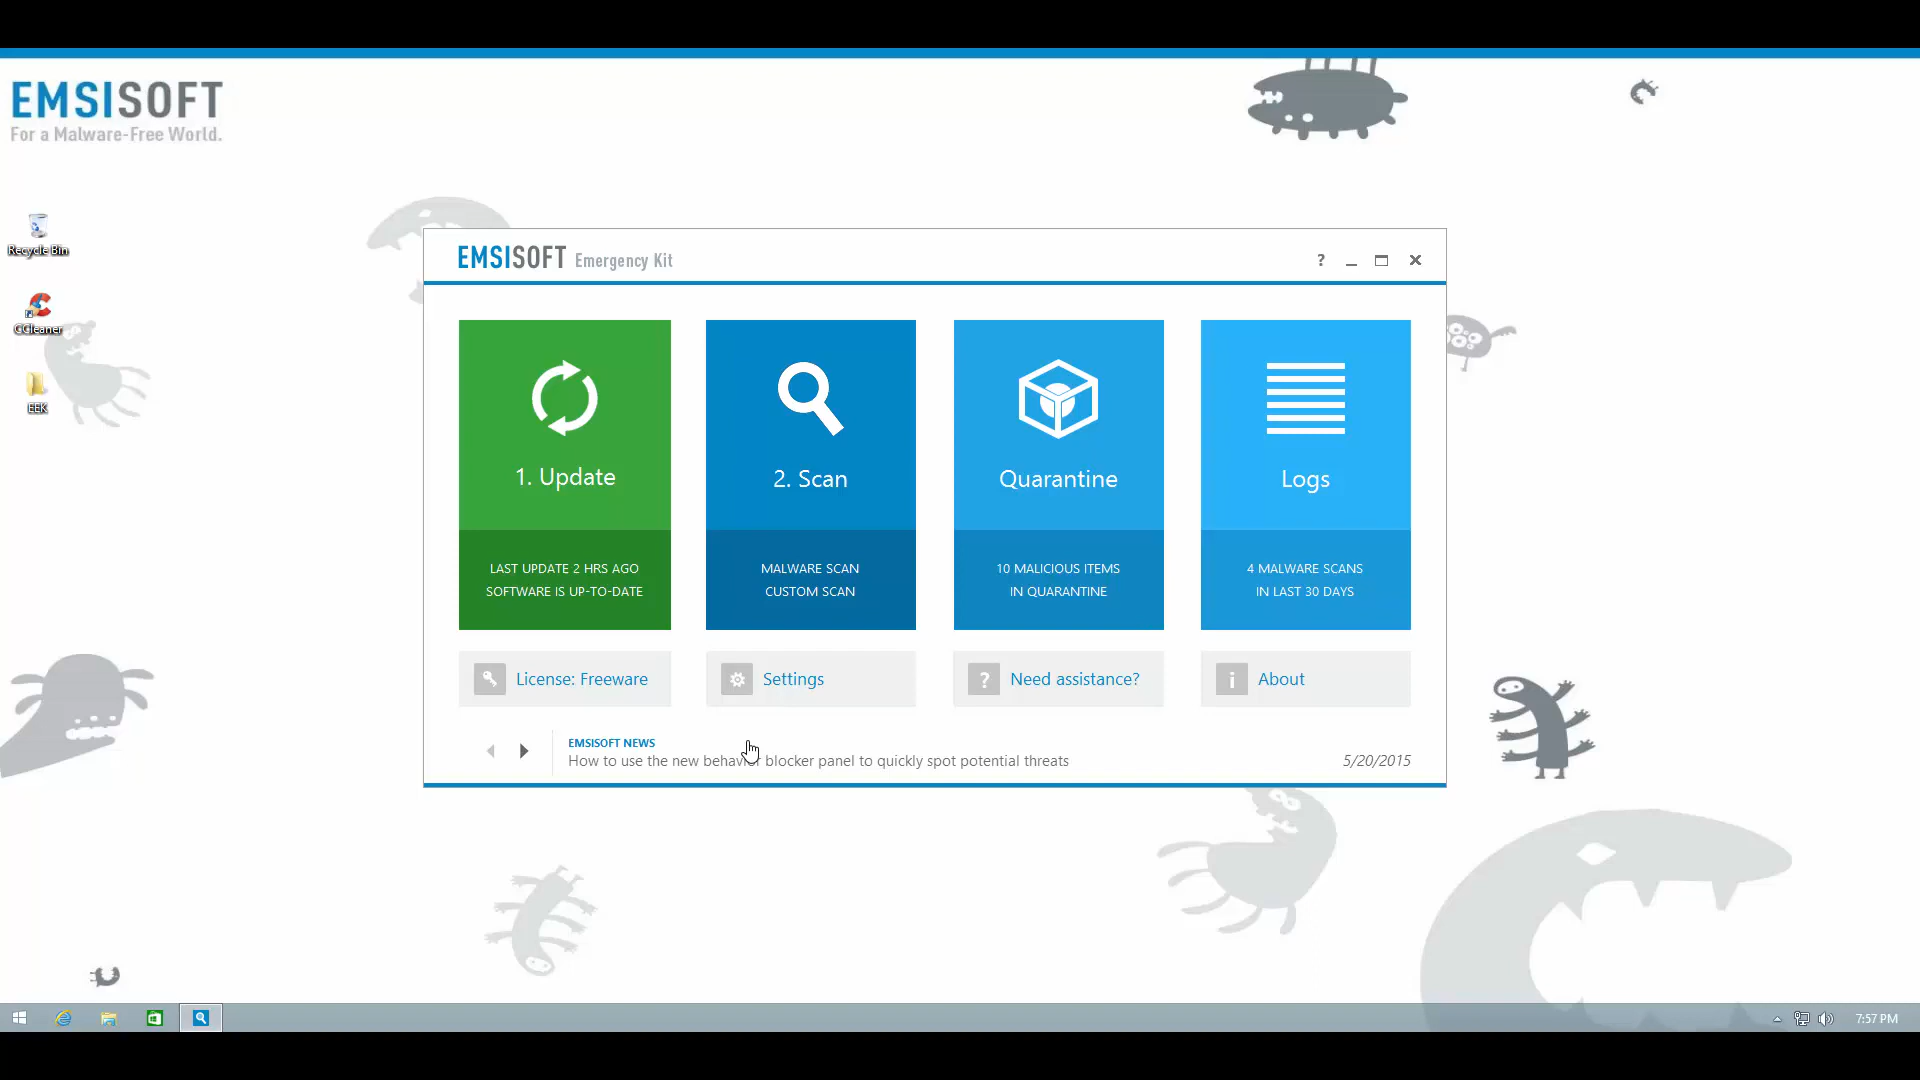 EMSISOFT
For a Malware-Free World.
Recycle Bin
CCleaner
EEK
EMSISOFT Emergency Kit
?
1. Update
LAST UPDATE 2 HRS AGO
SOFTWARE IS UP-TO-DATE
2. Scan
MALWARE SCAN
CUSTOM SCAN
Quarantine
10 MALICIOUS ITEMS
IN QUARANTINE
Logs
4 MALWARE SCANS
IN LAST 30 DAYS
License: Freeware
Settings
? Need assistance?
i About
EMSISOFT NEWS
How to use the new behavior blocker panel to quickly spot potential threats
5/20/2015
7:57 PM